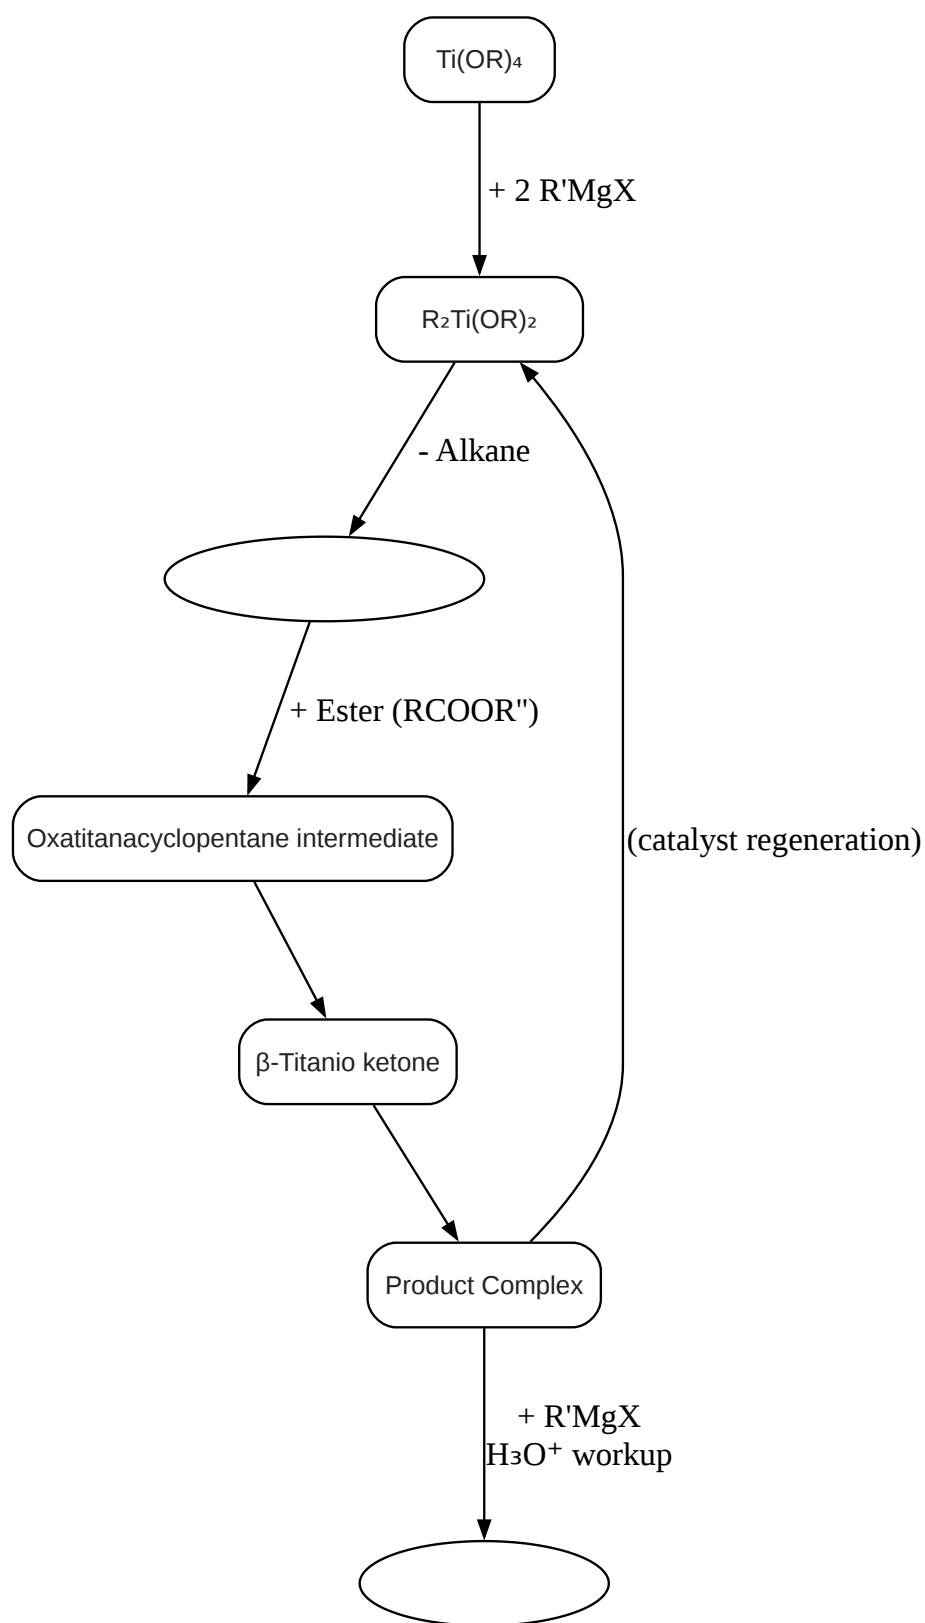 Ti(OR)₄
+ 2 R'MgX
R₂Ti(OR)₂
- Alkane
+ Ester (RCOOR")
Oxatitanacyclopentane intermediate
(catalyst regeneration)
β-Titanio ketone
Product Complex
+ R'MgX
H₃O⁺ workup